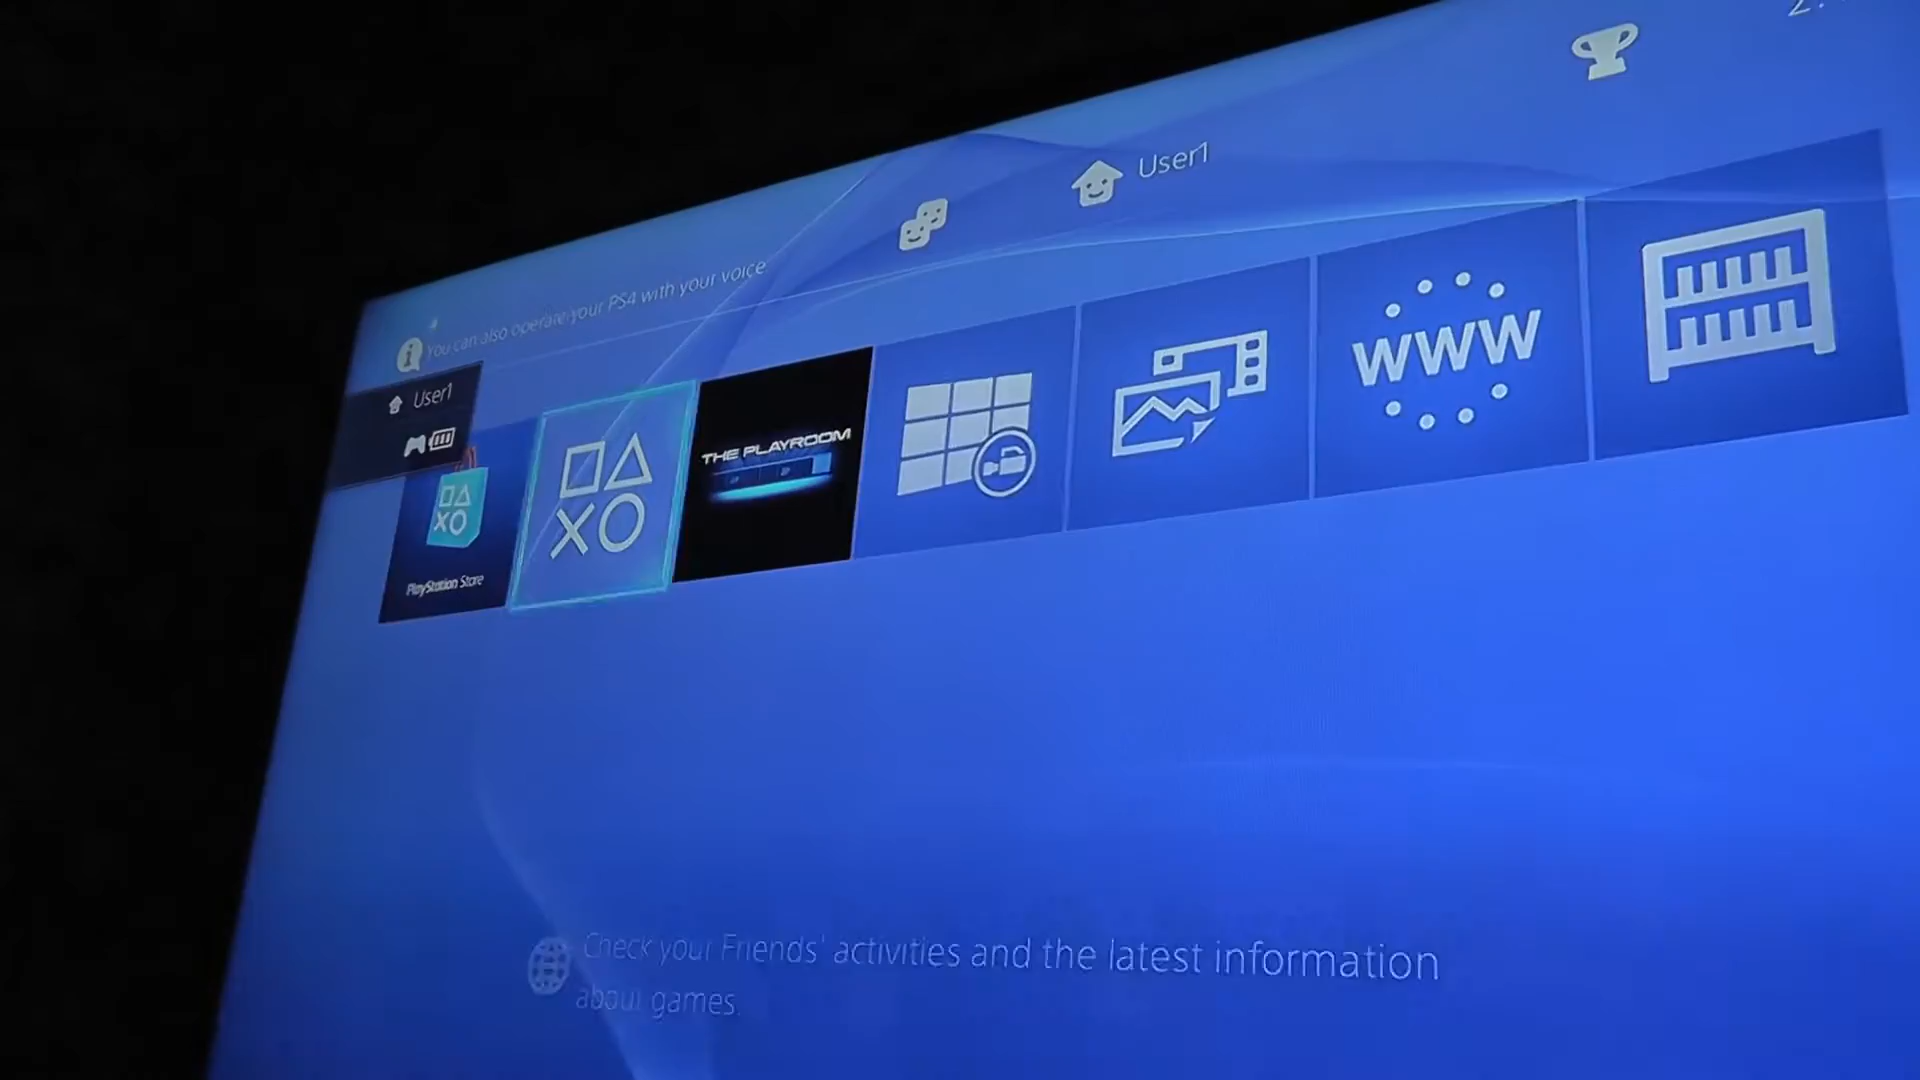 User1
You can also operate your PS4 with your voice
User1
PlayStation Store
THE PLAYROOM
WWW
Check your Friends' activities and the latest information
about games.